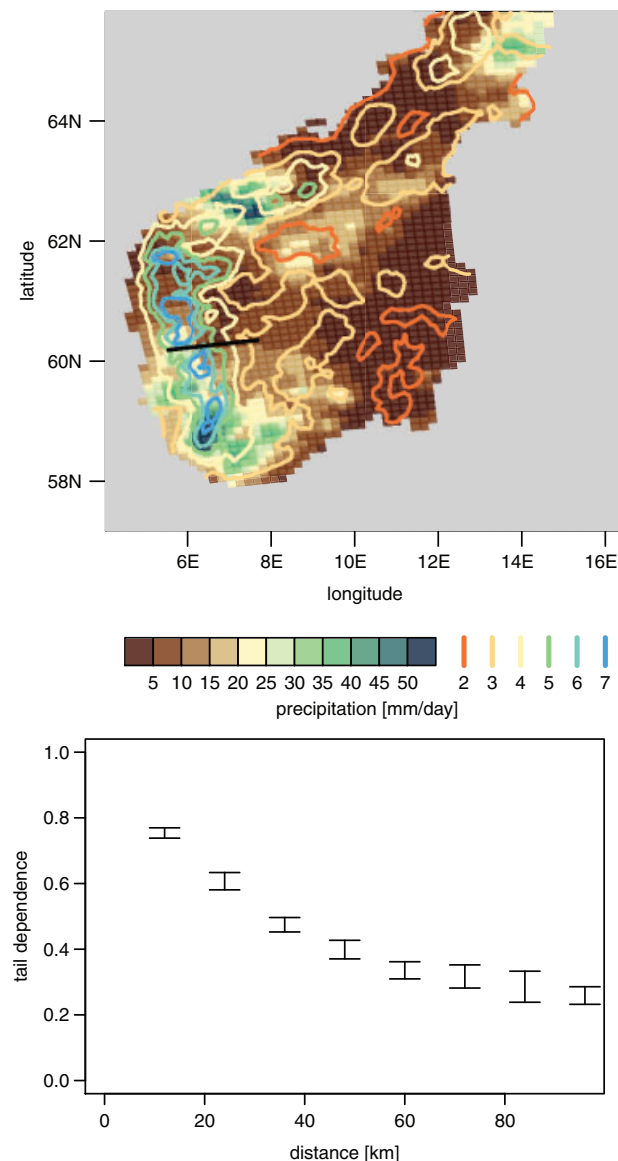 64N
62N
60N
58N
latitude
6E 8E 10E 12E 14E 16E
longitude
5 10 15 20 25 30 35 40 45 50 2 3 4 5 6 7
precipitation [mm/day]
1.0
0.8
0.6
0.4
0.2
0.0
tail dependence
0 20 40 60 80
distance [km]